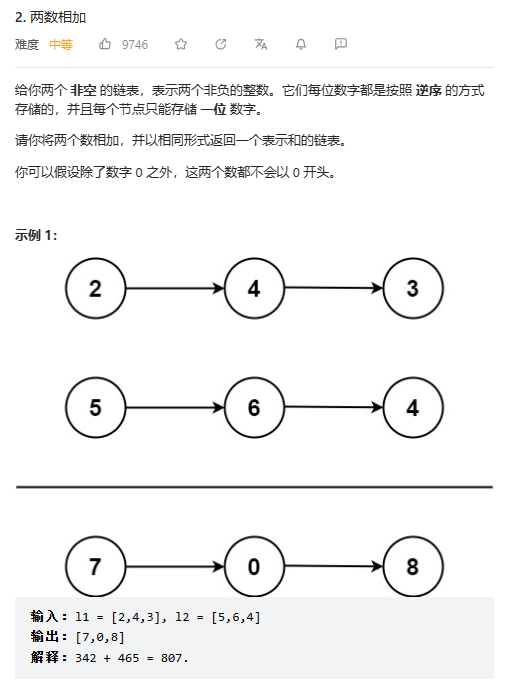 2. 两数相加
难度 中等 9746
给你两个 非空 的链表，表示两个非负的整数。它们每位数字都是按照 逆序 的方式
存储的，并且每个节点只能存储 一位 数字。
请你将两个数相加，并以相同形式返回一个表示和的链表。
你可以假设除了数字 0 之外，这两个数都不会以 0 开头。
示例 1：
2 4 3
5 6 4
7 0 8
输入：l1 = [2,4,3], l2 = [5,6,4]
输出：[7,0,8]
解释：342 + 465 = 807.